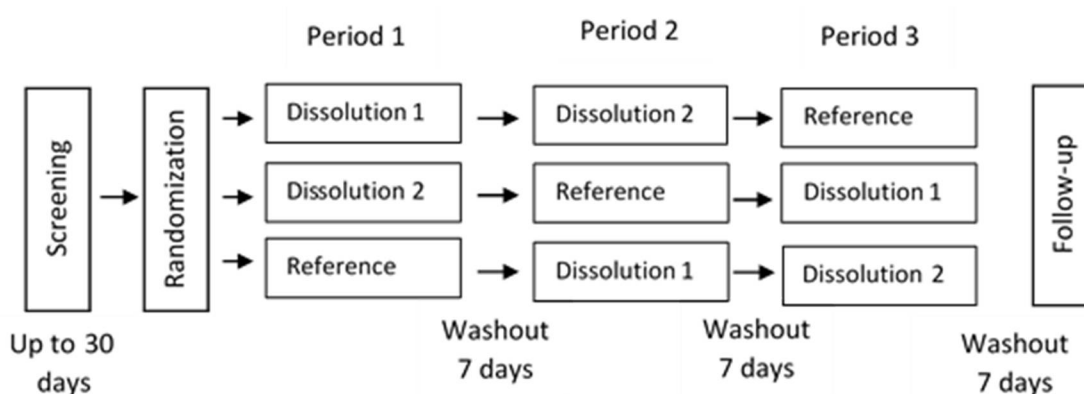 Period 1
Period 2
Period 3
Screening
Randomization
Dissolution 1
Dissolution 2
Reference
Dissolution 2
Reference
Dissolution 1
Reference
Dissolution 1
Dissolution 2
Follow-up
Up to 30
days
Washout
7 days
Washout
7 days
Washout
7 days